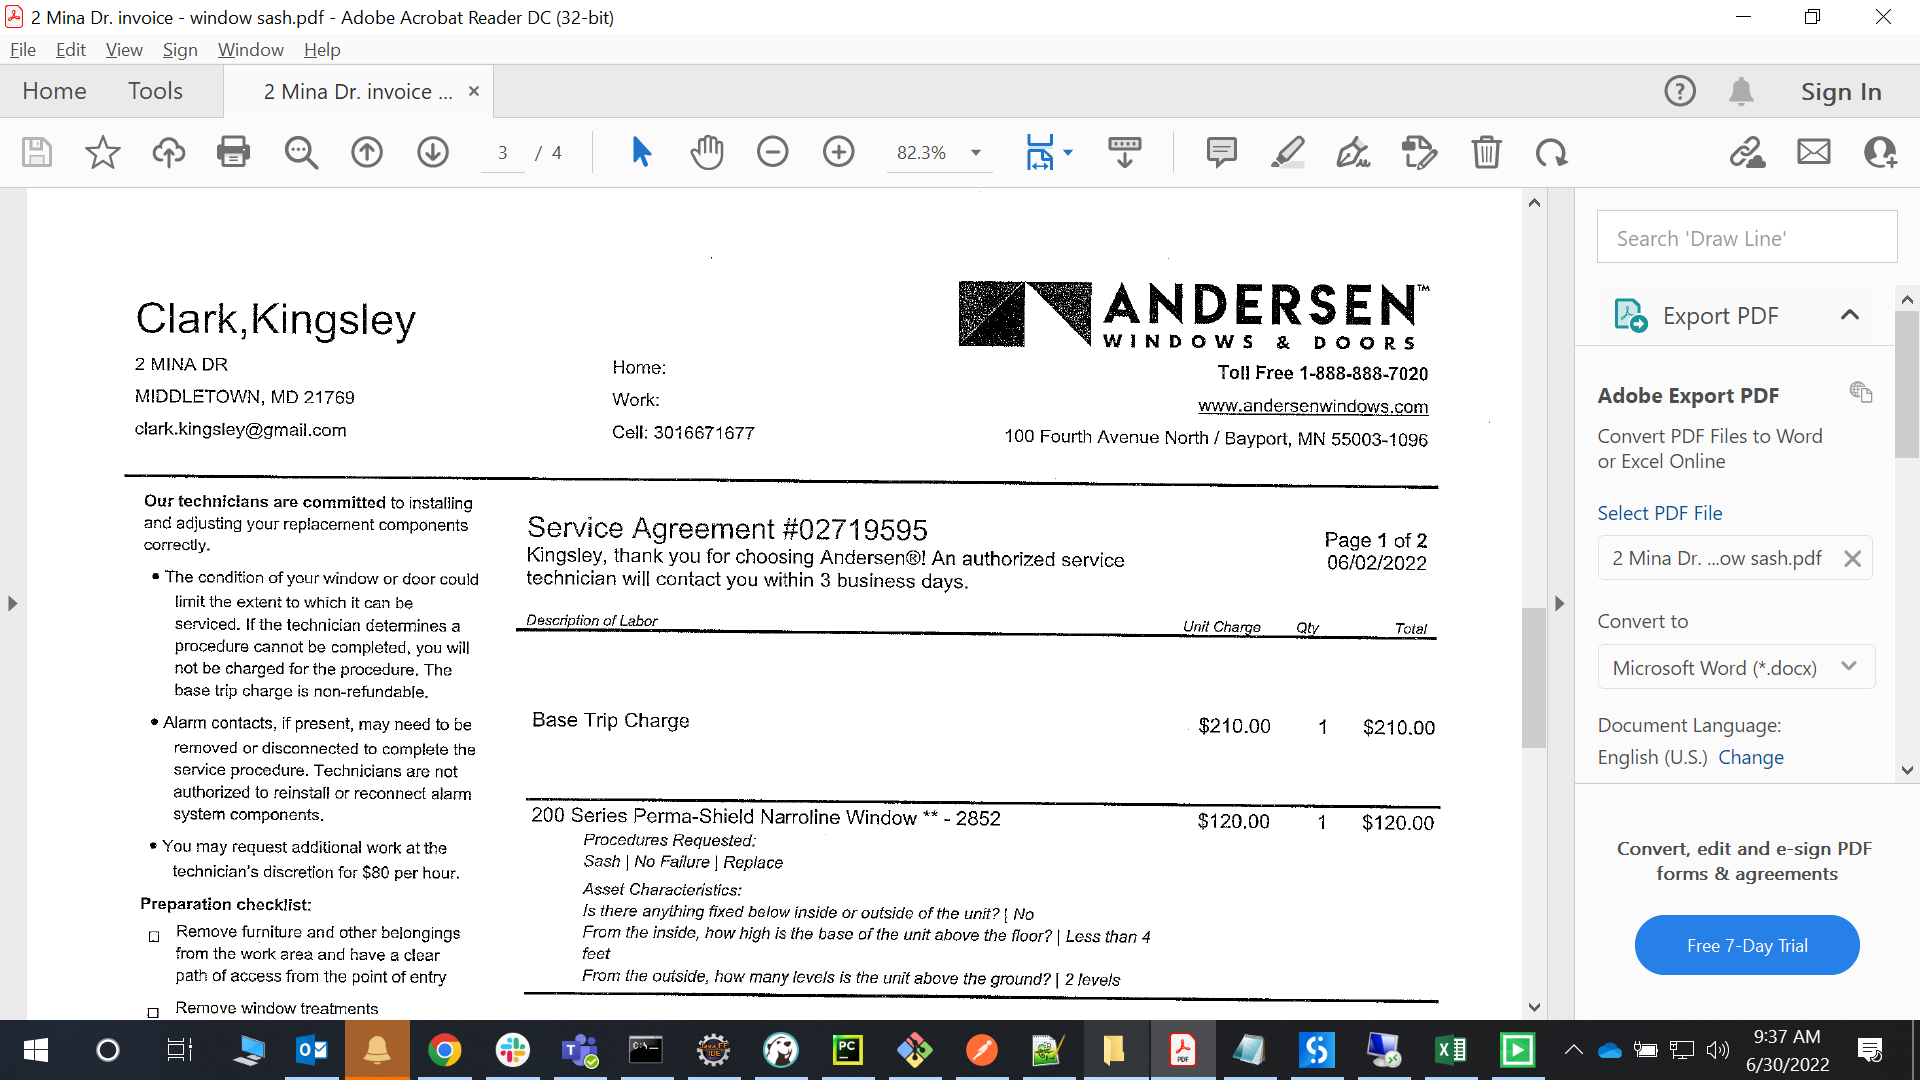 2 Mina Dr. invoice - window sash.pdf - Adobe Acrobat Reader DC (32-bit)
File Edit View Sign Window Help
Home Tools 2 Mina Dr. invoice ... × Sign In
3 / 4 82.3%
Clark,Kingsley
2 MINA DR
MIDDLETOWN, MD 21769
clark.kingsley@gmail.com
Home:
Work:
Cell: 3016671677
ANDERSEN™
WINDOWS & DOORS
Toll Free 1-888-888-7020
www.andersenwindows.com
100 Fourth Avenue North / Bayport, MN 55003-1096
Our technicians are committed to installing
and adjusting your replacement components
correctly.
• The condition of your window or door could
limit the extent to which it can be
serviced. If the technician determines a
procedure cannot be completed, you will
not be charged for the procedure. The
base trip charge is non-refundable.
• Alarm contacts, if present, may need to be
removed or disconnected to complete the
service procedure. Technicians are not
authorized to reinstall or reconnect alarm
system components.
• You may request additional work at the
technician's discretion for $80 per hour.
Preparation checklist:
Remove furniture and other belongings
from the work area and have a clear
path of access from the point of entry
Remove window treatments
Service Agreement #02719595
Kingsley, thank you for choosing Andersen®! An authorized service
technician will contact you within 3 business days.
Page 1 of 2
06/02/2022
Description of Labor Unit Charge Qty Total
Base Trip Charge $210.00 1 $210.00
200 Series Perma-Shield Narroline Window ** - 2852 $120.00 1 $120.00
Procedures Requested:
Sash | No Failure | Replace
Asset Characteristics:
Is there anything fixed below inside or outside of the unit? | No
From the inside, how high is the base of the unit above the floor? | Less than 4
feet
From the outside, how many levels is the unit above the ground? | 2 levels
Search 'Draw Line'
Export PDF
Adobe Export PDF
Convert PDF Files to Word
or Excel Online
Select PDF File
2 Mina Dr. ...ow sash.pdf
Convert to
Microsoft Word (*.docx)
Document Language:
English (U.S.) Change
Convert, edit and e-sign PDF
forms & agreements
Free 7-Day Trial
9:37 AM
6/30/2022